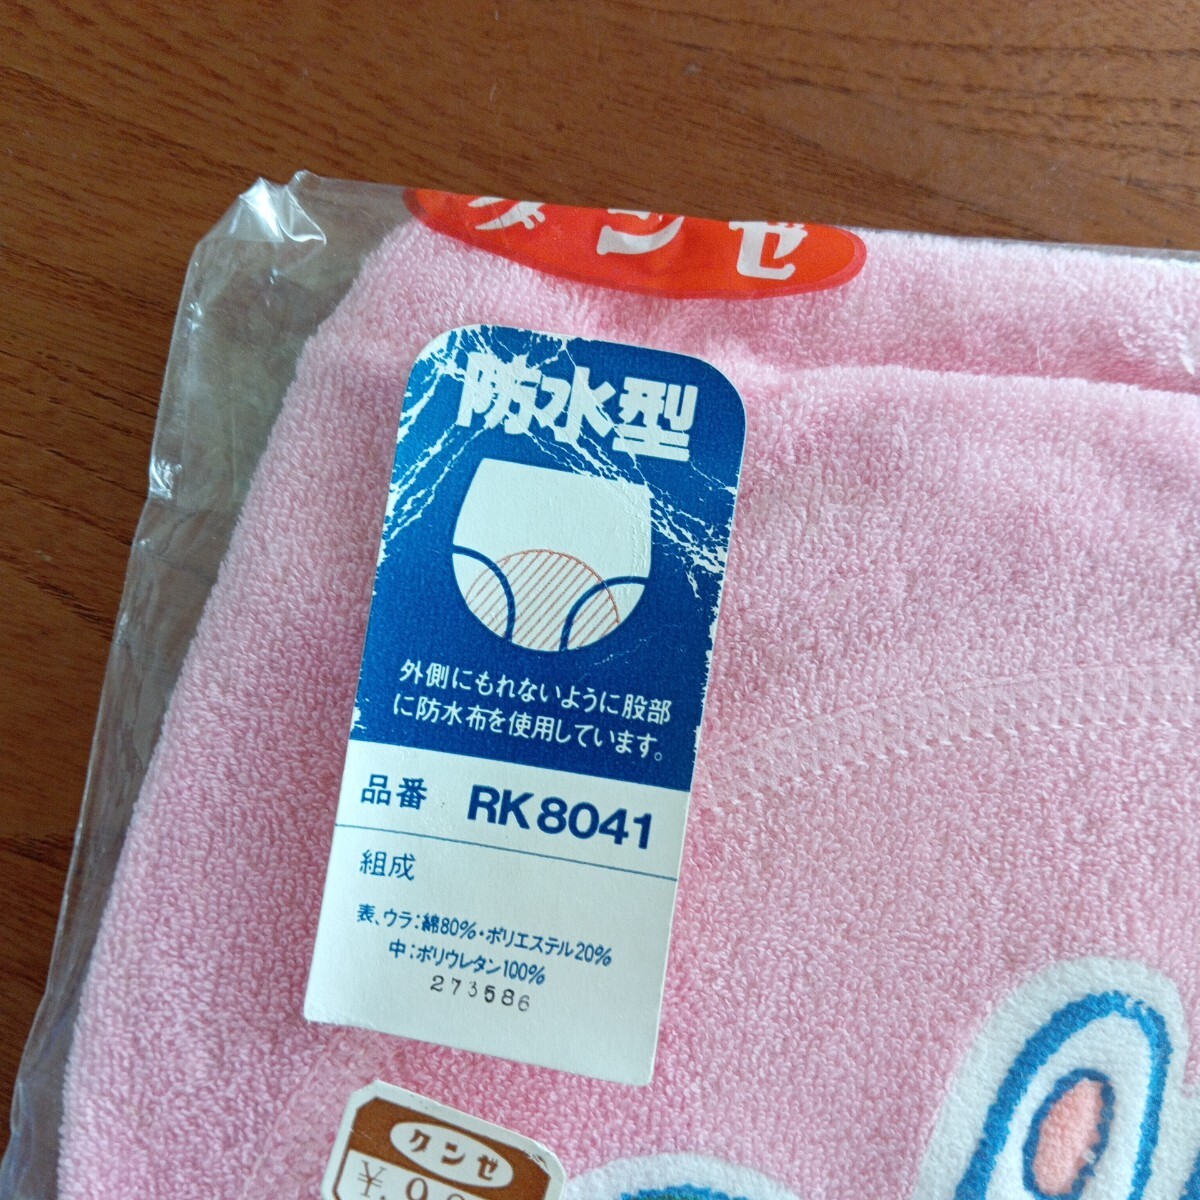 グンゼ
防水型
外側にもれないように股部
に防水布を使用しています。
品番 RK8041
組成
表、ウラ:綿80%・ポリエステル20%
中:ポリウレタン100%
273586
グンゼ
¥